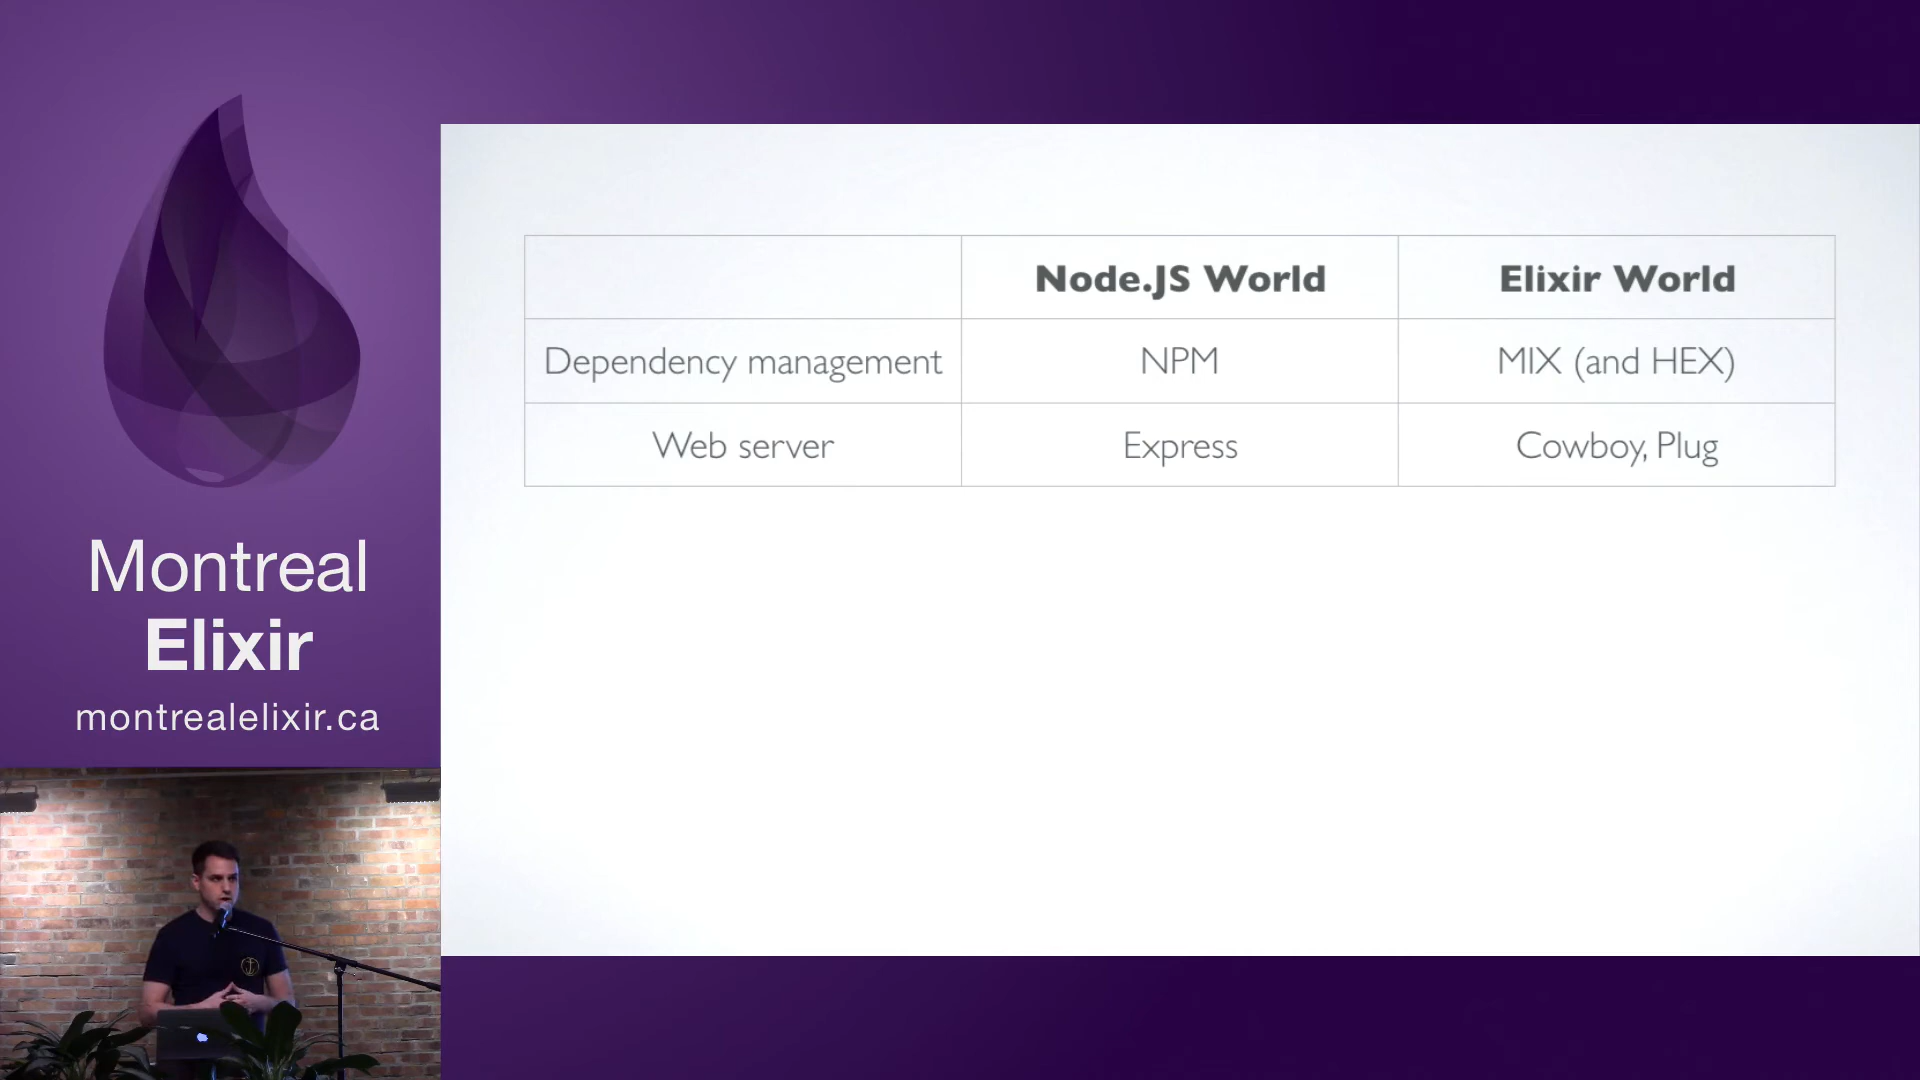 Montreal
Elixir
montrealelixir.ca
Node.JS World Elixir World
Dependency management NPM MIX (and HEX)
Web server Express Cowboy, Plug